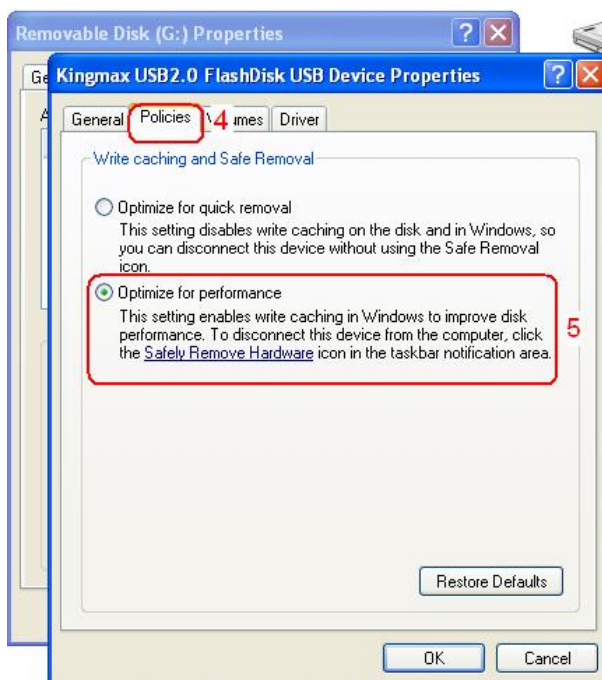 Removable Disk (G:) Properties
Ge
Kingmax USB2.0 FlashDisk USB Device Properties
A
General Policies 4 umes Driver
Write caching and Safe Removal
Optimize for quick removal
This setting disables write caching on the disk and in Windows, so
you can disconnect this device without using the Safe Removal
icon.
Optimize for performance
This setting enables write caching in Windows to improve disk
performance. To disconnect this device from the computer, click
the Safely Remove Hardware icon in the taskbar notification area.
5
Restore Defaults
OK Cancel